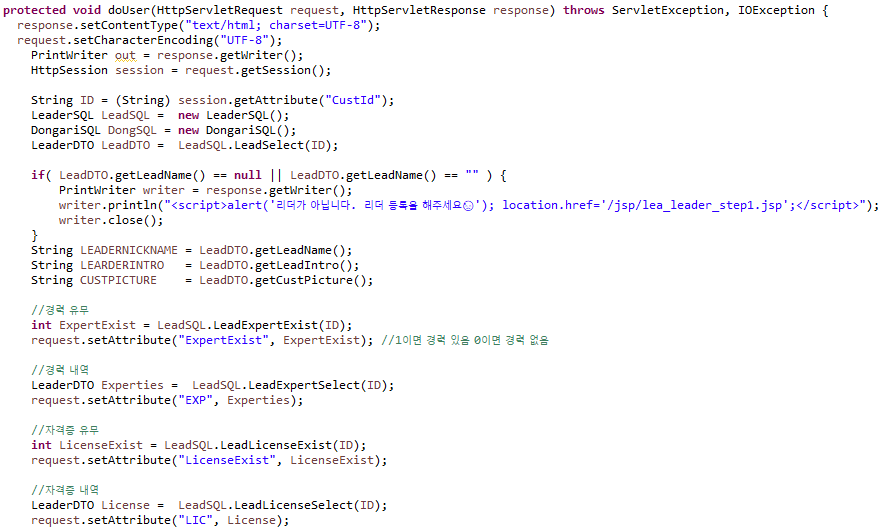 protected void doUser(HttpServletRequest request, HttpServletResponse response) throws ServletException, IOException {
response.setContentType("text/html; charset=UTF-8");
request.setCharacterEncoding("UTF-8");
PrintWriter out = response.getWriter();
HttpSession session = request.getSession();
String ID = (String) session.getAttribute("CustId");
LeaderSQL LeadSQL =  new LeaderSQL();
DongariSQL DongSQL = new DongariSQL();
LeaderDTO LeadDTO =  LeadSQL.LeadSelect(ID);
if( LeadDTO.getLeadName() == null || LeadDTO.getLeadName() == "" ) {
PrintWriter writer = response.getWriter();
writer.println("<script>alert('리더가 아닙니다. 리더 등록을 해주세요☺'); location.href='/jsp/lea_leader_step1.jsp';</script>");
writer.close();
}
String LEADERNICKNAME = LeadDTO.getLeadName();
String LEARDERINTRO   = LeadDTO.getLeadIntro();
String CUSTPICTURE    = LeadDTO.getCustPicture();
//경력 유무
int ExpertExist = LeadSQL.LeadExpertExist(ID);
request.setAttribute("ExpertExist", ExpertExist); //1이면 경력 있음 0이면 경력 없음
//경력 내역
LeaderDTO Experties =  LeadSQL.LeadExpertSelect(ID);
request.setAttribute("EXP", Experties);
//자격증 유무
int LicenseExist = LeadSQL.LeadLicenseExist(ID);
request.setAttribute("LicenseExist", LicenseExist);
//자격증 내역
LeaderDTO License =  LeadSQL.LeadLicenseSelect(ID);
request.setAttribute("LIC", License);